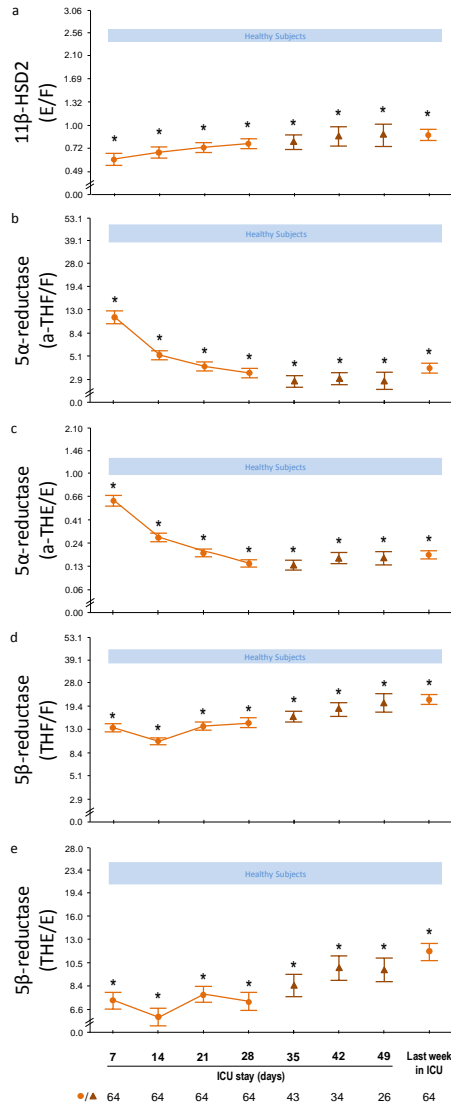 a
11β-HSD2
(E/F)
3.06
2.56
2.10
1.69
1.32
1.00
0.72
0.49
0.00
Healthy Subjects
* * * * * * * *
b
5α-reductase
(a-THF/F)
53.1
39.1
28.0
19.4
13.0
8.4
5.1
2.9
0.0
Healthy Subjects
* * * * * * * *
c
5α-reductase
(a-THE/E)
2.10
1.46
1.00
0.66
0.41
0.24
0.13
0.06
0.00
Healthy Subjects
* * * * * * * *
d
5β-reductase
(THF/F)
53.1
39.1
28.0
19.4
13.0
8.4
5.1
2.9
0.0
Healthy Subjects
* * * * * * * *
e
5β-reductase
(THE/E)
28.0
23.4
19.4
16.0
13.0
10.5
8.4
6.6
0.0
Healthy Subjects
* * * * * * * *
7 14 21 28 35 42 49 Last week
in ICU
ICU stay (days)
64 64 64 64 43 34 26 64